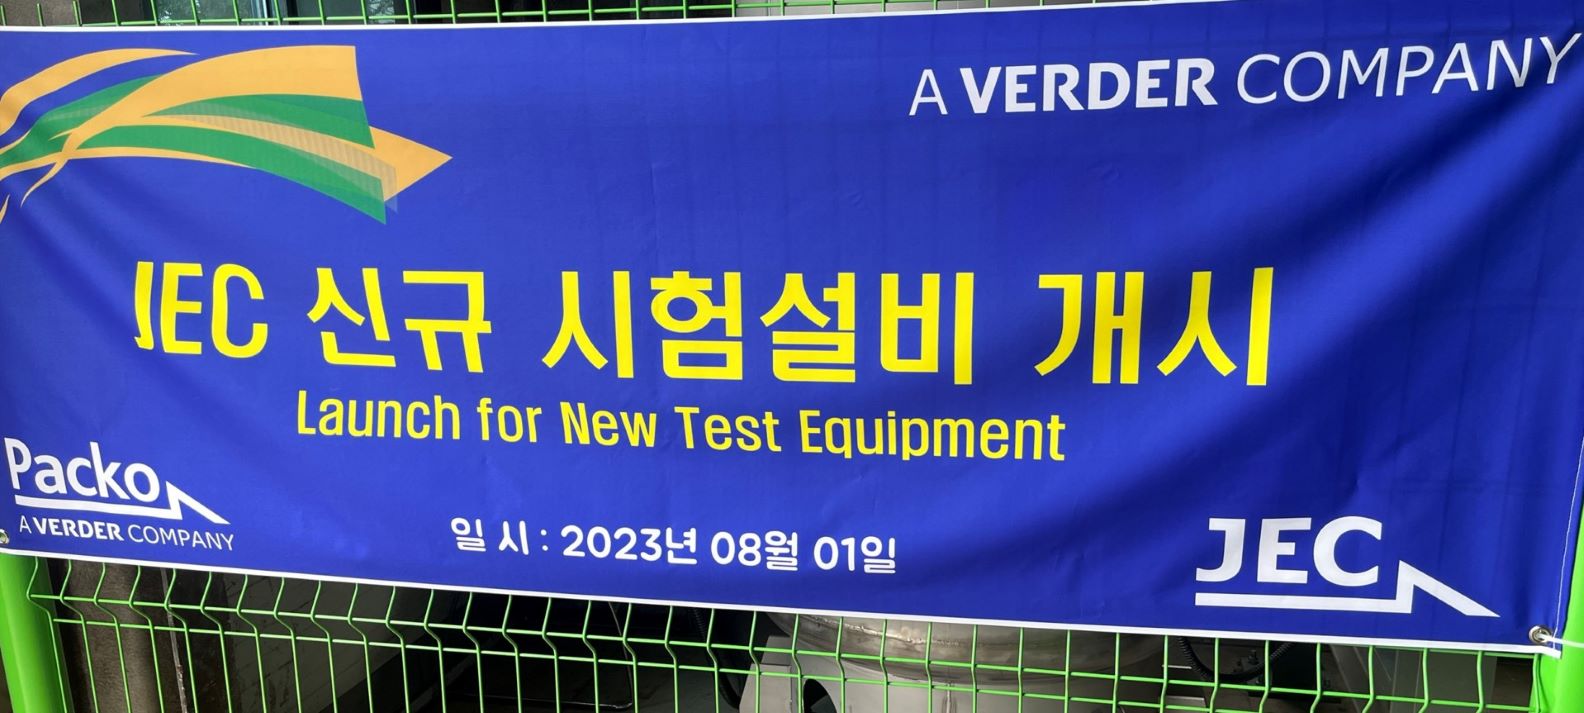 A VERDER COMPANY
JEC 신규 시험설비 개시
Launch for New Test Equipment
Packo
A VERDER COMPANY
일 시 : 2023년 08월 01일
JEC